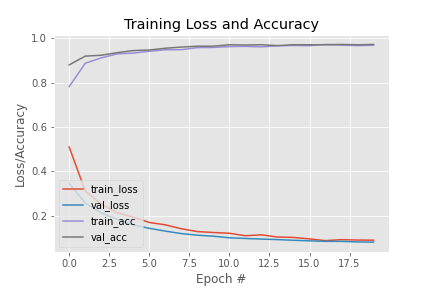 Training Loss and Accuracy
Loss/Accuracy
1.0
0.8
0.6
0.4
0.2
train_loss
val_loss
train_acc
val_acc
0.0 2.5 5.0 7.5 10.0 12.5 15.0 17.5
Epoch #